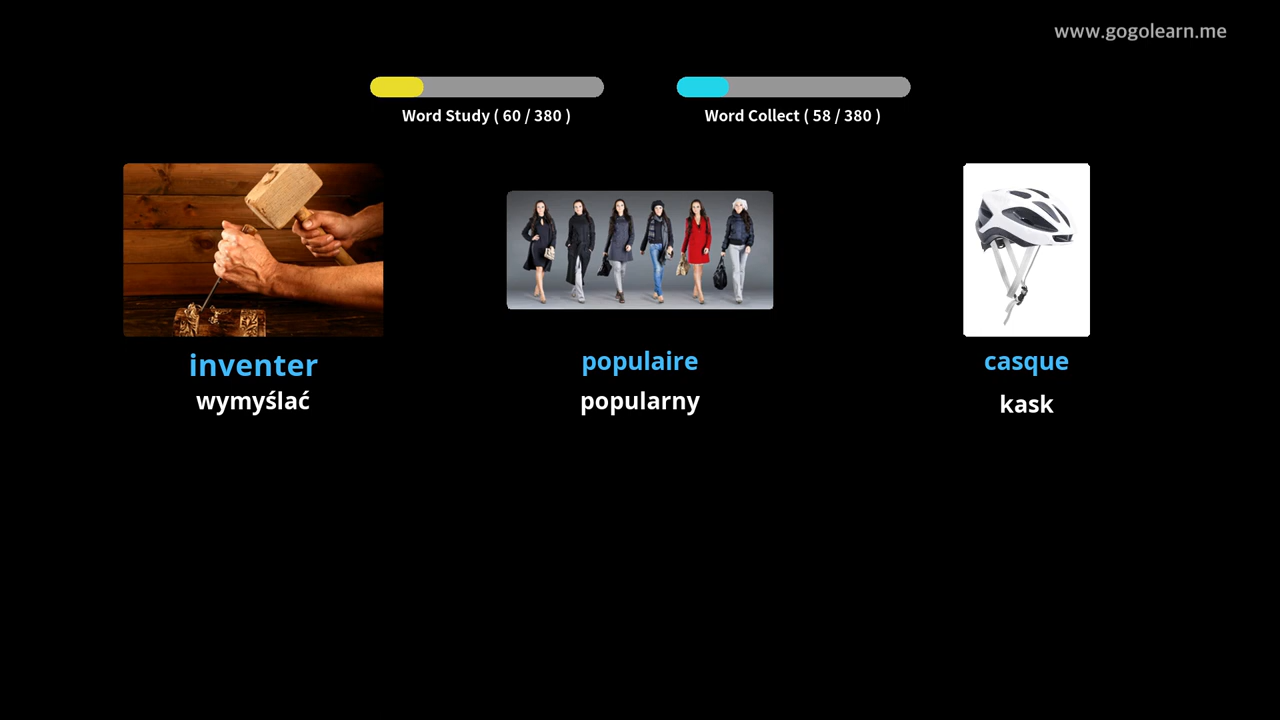 www.gogolearn.me
Word Study ( 60 / 380 )
Word Collect ( 58 / 380 )
inventer
wymyślać
populaire
popularny
casque
kask